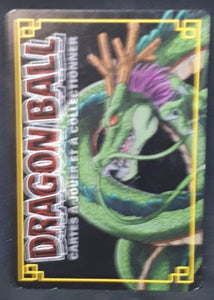 DRAGON BALL
CARTES À JOUER ET À COLLECTIONNER